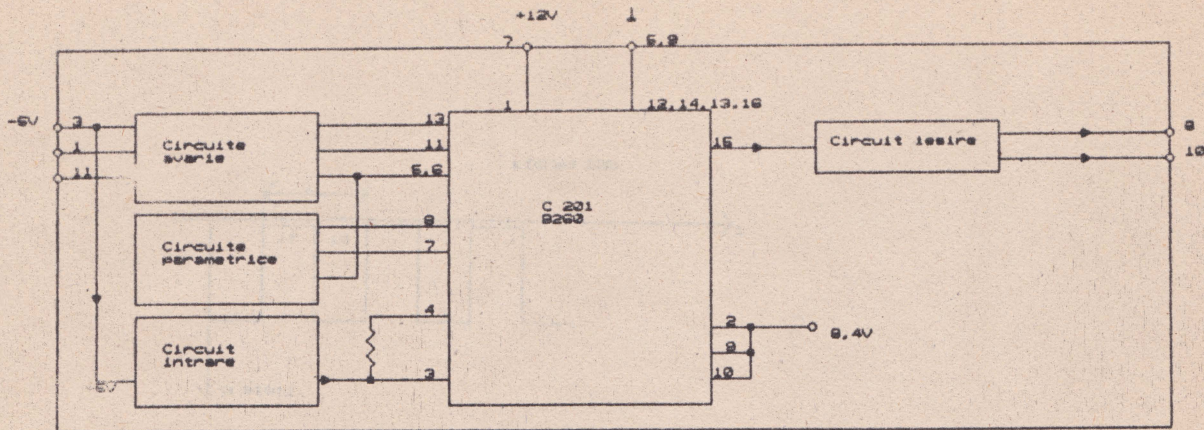 +12V
7
5,9
-5V
3
1
11
Circuite
avarie
13
11
5,6
1
12,14,13,16
15
Circuit iesire
8
10
C 201
B260
Circuite
parametrice
8
7
Circuit
intrare
4
3
2
9
10
8,4V